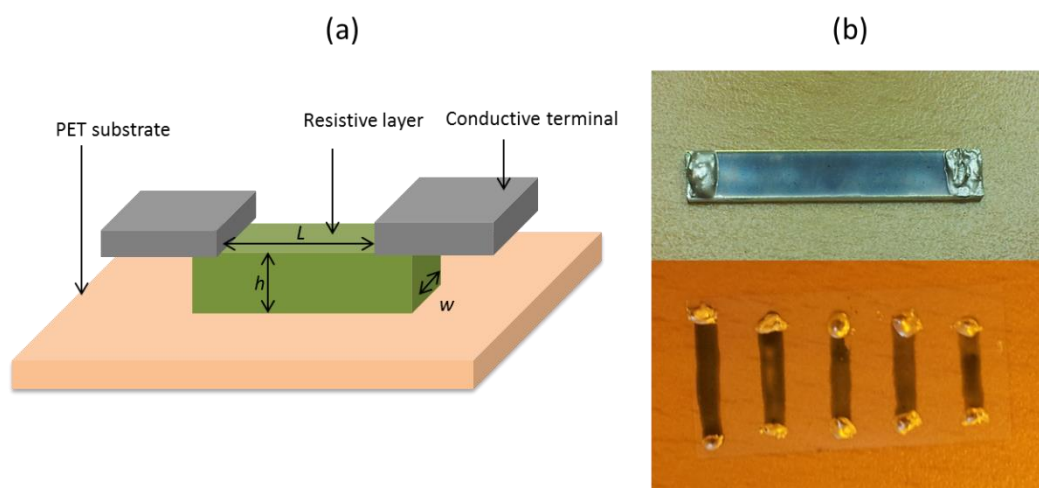 (a)
(b)
PET substrate
Resistive layer
Conductive terminal
L
h
w